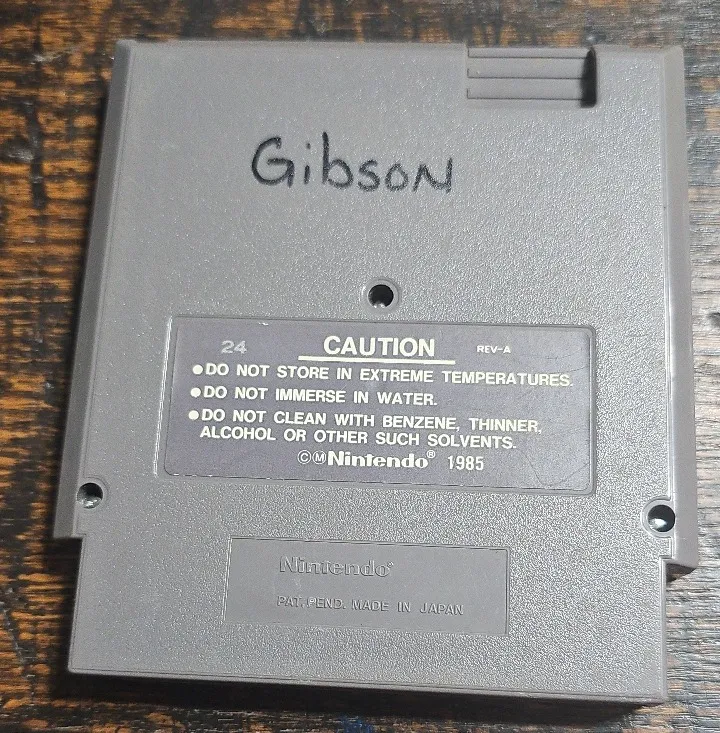 Gibson
24 CAUTION REV-A
●DO NOT STORE IN EXTREME TEMPERATURES.
●DO NOT IMMERSE IN WATER.
●DO NOT CLEAN WITH BENZENE, THINNER,
ALCOHOL OR OTHER SUCH SOLVENTS.
©ⓂNintendo® 1985
Nintendo®
PAT. PEND. MADE IN JAPAN